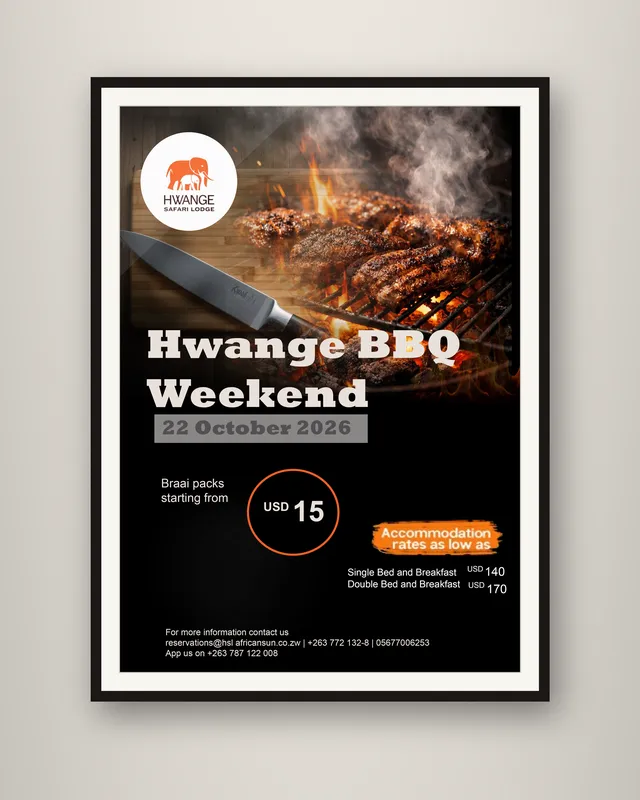 HWANGE
SAFARI LODGE
Hwange BBQ
Weekend
22 October 2026
Braai packs
starting from
USD 15
Accommodation
rates as low as
Single Bed and Breakfast USD 140
Double Bed and Breakfast USD 170
For more information contact us
reservations@hsl africansun.co.zw | +263 772 132-8 | 05677006253
App us on +263 787 122 008